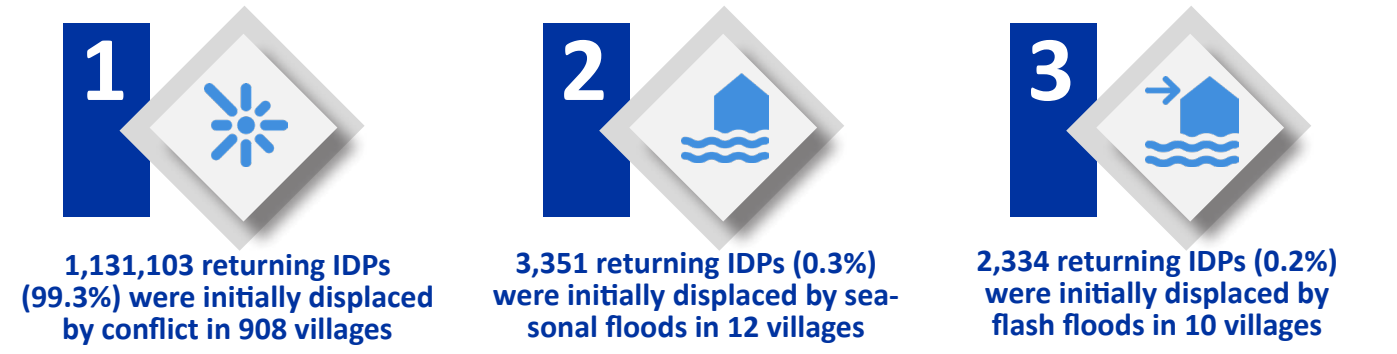 1
1,131,103 returning IDPs
(99.3%) were initially displaced
by conflict in 908 villages
2
3,351 returning IDPs (0.3%)
were initially displaced by sea-
sonal floods in 12 villages
3
2,334 returning IDPs (0.2%)
were initially displaced by
flash floods in 10 villages